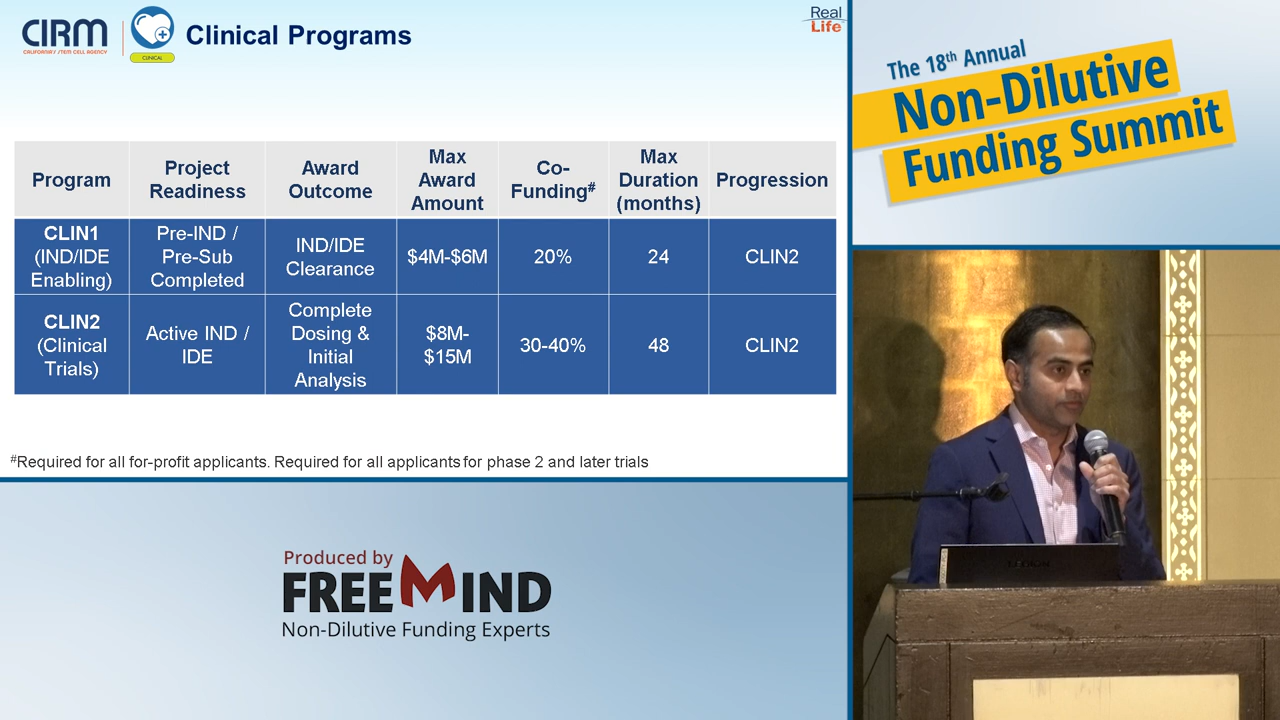 CIRM
CALIFORNIA'S STEM CELL AGENCY
CLINICAL
Clinical Programs
Real
Life
Program
Project
Readiness
Award
Outcome
Max
Award
Amount
Co-
Funding#
Max
Duration
(months)
Progression
CLIN1
(IND/IDE
Enabling)
Pre-IND /
Pre-Sub
Completed
IND/IDE
Clearance
$4M-$6M
20%
24
CLIN2
CLIN2
(Clinical
Trials)
Active IND /
IDE
Complete
Dosing &
Initial
Analysis
$8M-
$15M
30-40%
48
CLIN2
#Required for all for-profit applicants. Required for all applicants for phase 2 and later trials
The 18th Annual
Non-Dilutive
Funding Summit
Produced by
FREEMIND
Non-Dilutive Funding Experts